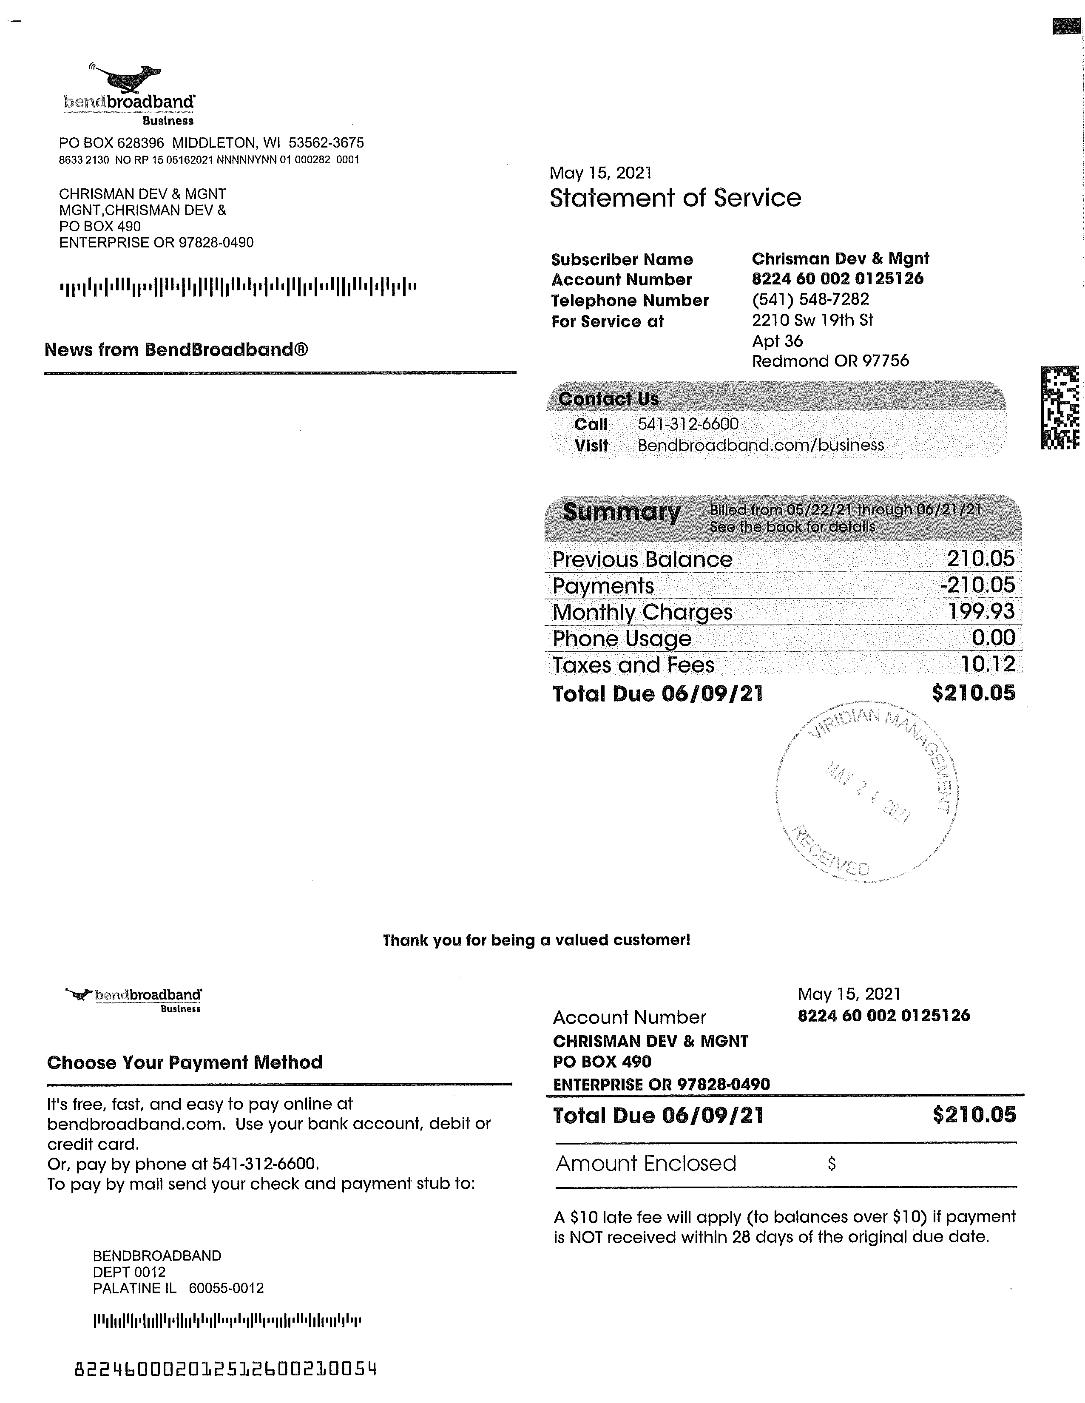 bendbroadband
Business
PO BOX 628396 MIDDLETON, WI 53562-3675
8633 2130 NO RP 15 05162021 NNNNNYNN 01 000282 0001
CHRISMAN DEV & MGNT
MGNT,CHRISMAN DEV &
PO BOX 490
ENTERPRISE OR 97828-0490
News from BendBroadband®
May 15, 2021
Statement of Service
Subscriber Name Chrisman Dev & Mgnt
Account Number 8224 60 002 0125126
Telephone Number (541) 548-7282
For Service at 2210 Sw 19th St
Apt 36
Redmond OR 97756
Contact Us
Call 541-312-6600
Visit Bendbroadband.com/business
Summary Billed from 05/22/21 through 06/21/21
See the back for details
Previous Balance 210.05
Payments -210.05
Monthly Charges 199.93
Phone Usage 0.00
Taxes and Fees 10.12
Total Due 06/09/21 $210.05
VIRIDIAN MANAGEMENT
MAY 2 2021
RECEIVED
Thank you for being a valued customer!
bendbroadband
Business
Choose Your Payment Method
It's free, fast, and easy to pay online at
bendbroadband.com. Use your bank account, debit or
credit card.
Or, pay by phone at 541-312-6600.
To pay by mail send your check and payment stub to:
BENDBROADBAND
DEPT 0012
PALATINE IL 60055-0012
822460002012512600210054
May 15, 2021
Account Number 8224 60 002 0125126
CHRISMAN DEV & MGNT
PO BOX 490
ENTERPRISE OR 97828-0490
Total Due 06/09/21 $210.05
Amount Enclosed $
A $10 late fee will apply (to balances over $10) if payment
is NOT received within 28 days of the original due date.